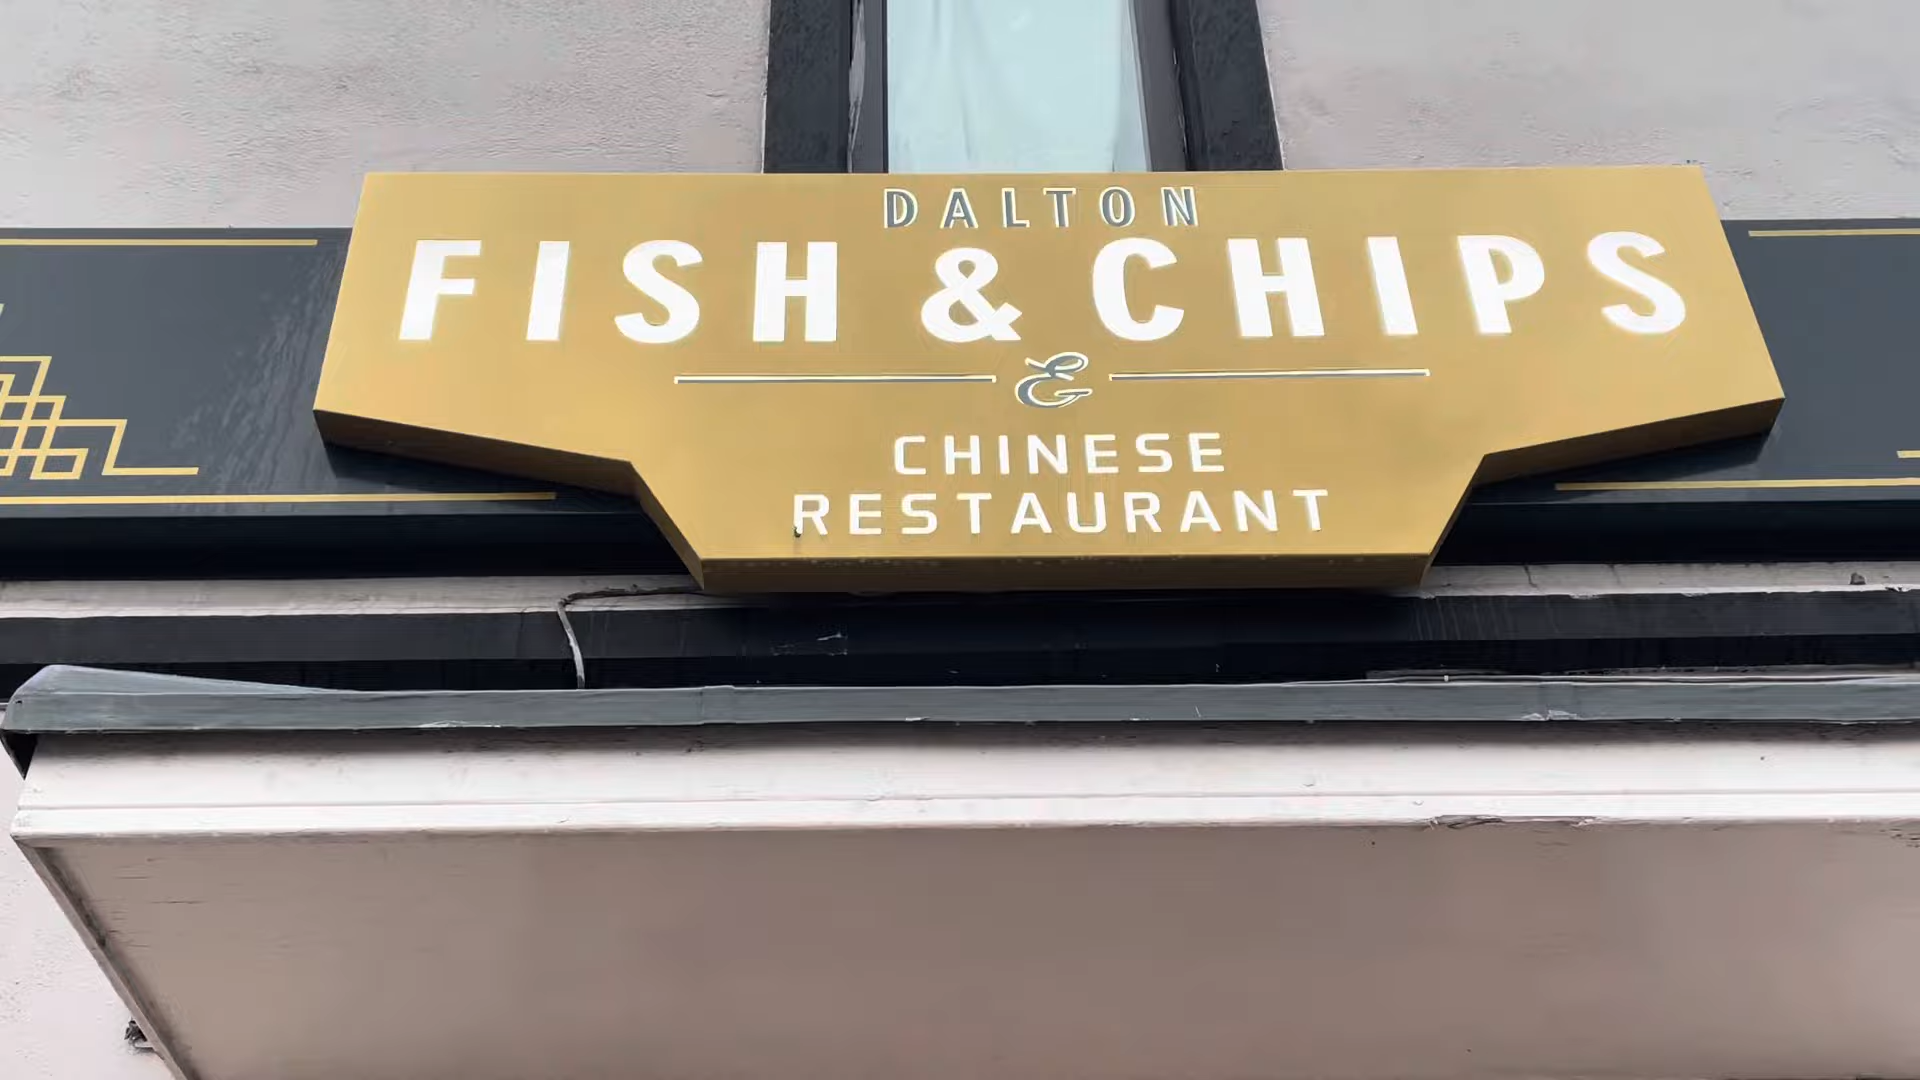 DALTON
FISH & CHIPS
&
CHINESE
RESTAURANT